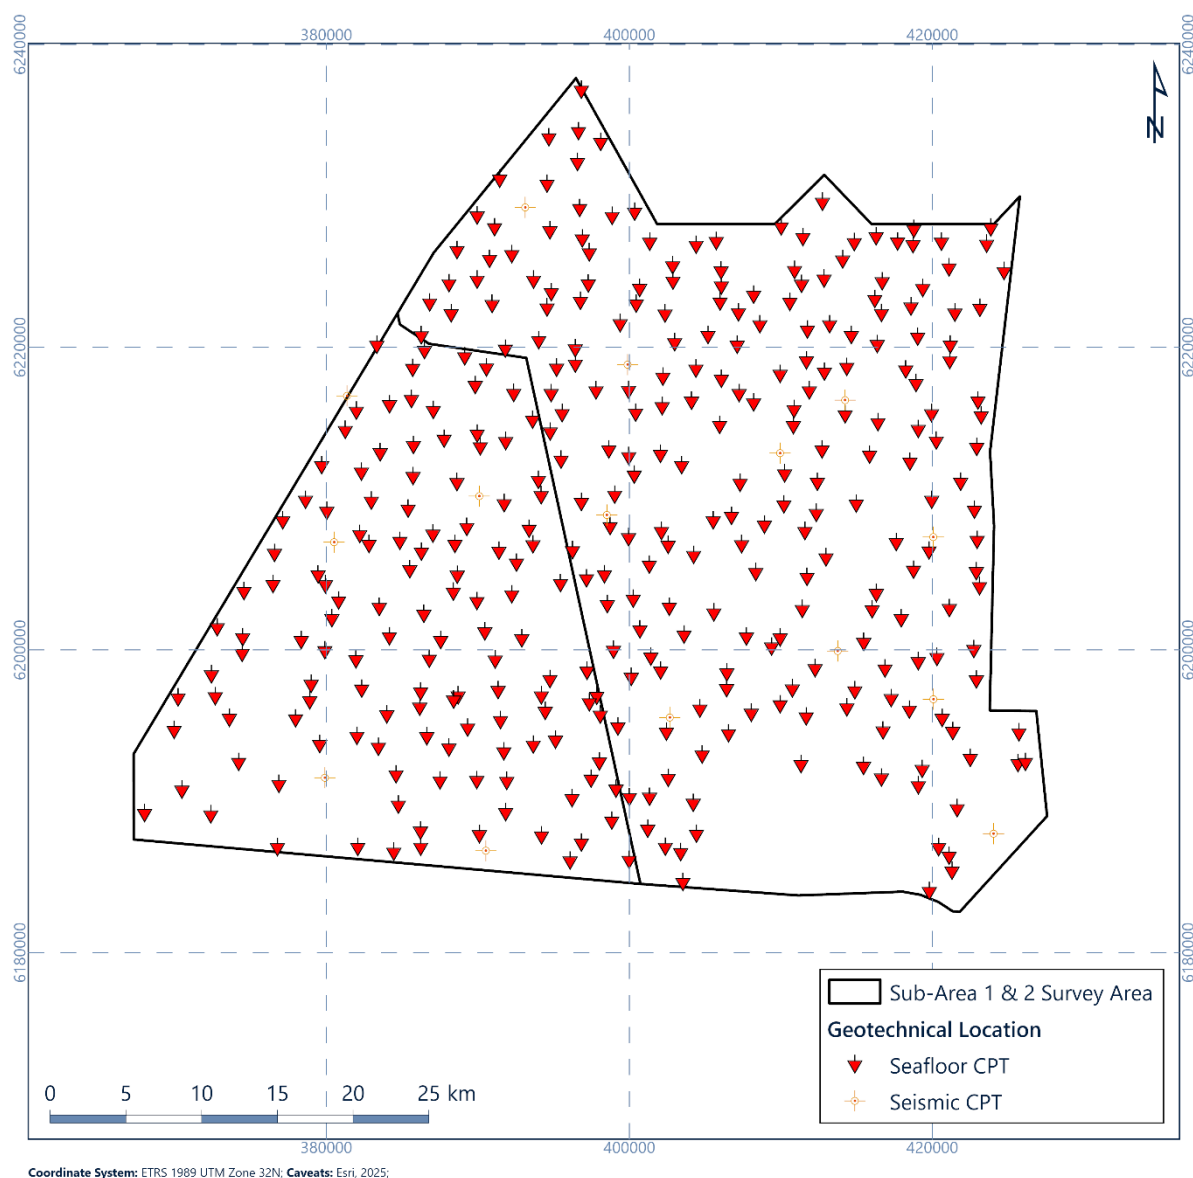 380000 400000 420000
6240000 6240000
N
6220000 6220000
6200000 6200000
6180000 6180000
Sub-Area 1 & 2 Survey Area
Geotechnical Location
Seafloor CPT
Seismic CPT
0 5 10 15 20 25 km
380000 400000 420000
Coordinate System: ETRS 1989 UTM Zone 32N; Caveats: Esri, 2025;